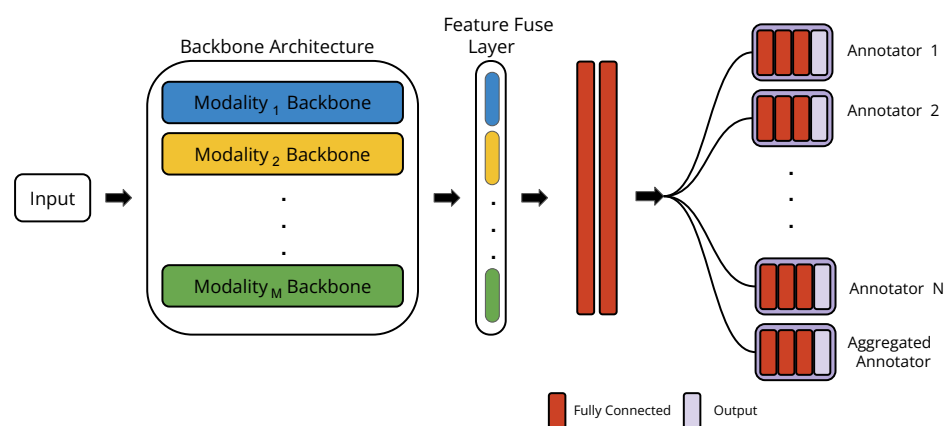 Input
Backbone Architecture
Modality 1 Backbone
Modality 2 Backbone
Modality M Backbone
Feature Fuse
Layer
Annotator 1
Annotator 2
Annotator N
Aggregated
Annotator
Fully Connected
Output